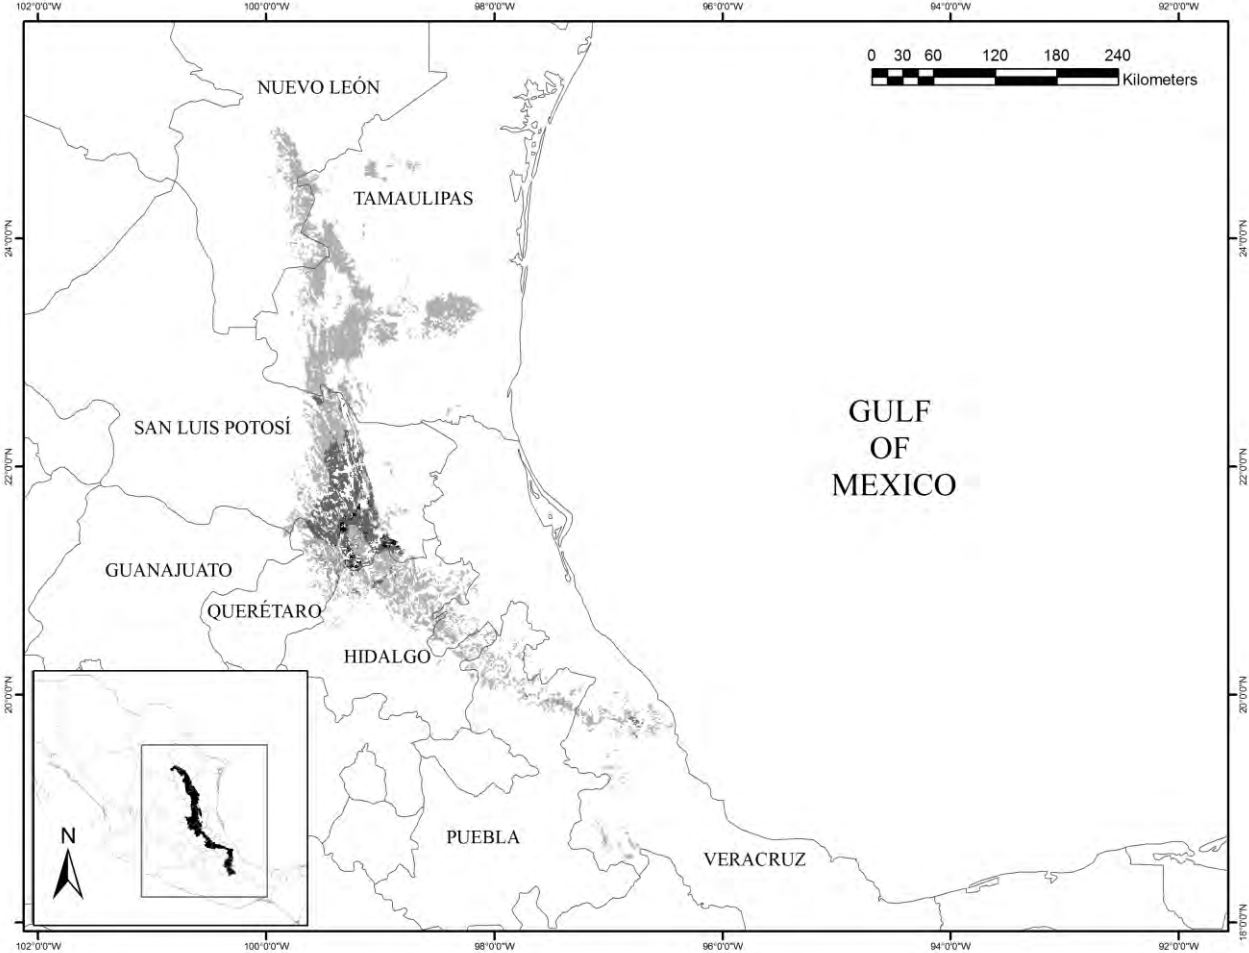 102°0'0"W 100°0'0"W 98°0'0"W 96°0'0"W 94°0'0"W 92°0'0"W
0 30 60 120 180 240
Kilometers
NUEVO LEÓN
TAMAULIPAS
24°0'0"N 24°0'0"N
GULF
OF
MEXICO
SAN LUIS POTOSÍ
22°0'0"N 22°0'0"N
GUANAJUATO
QUERÉTARO
HIDALGO
20°0'0"N 20°0'0"N
N
PUEBLA
VERACRUZ
18°0'0"N
102°0'0"W 100°0'0"W 98°0'0"W 96°0'0"W 94°0'0"W 92°0'0"W